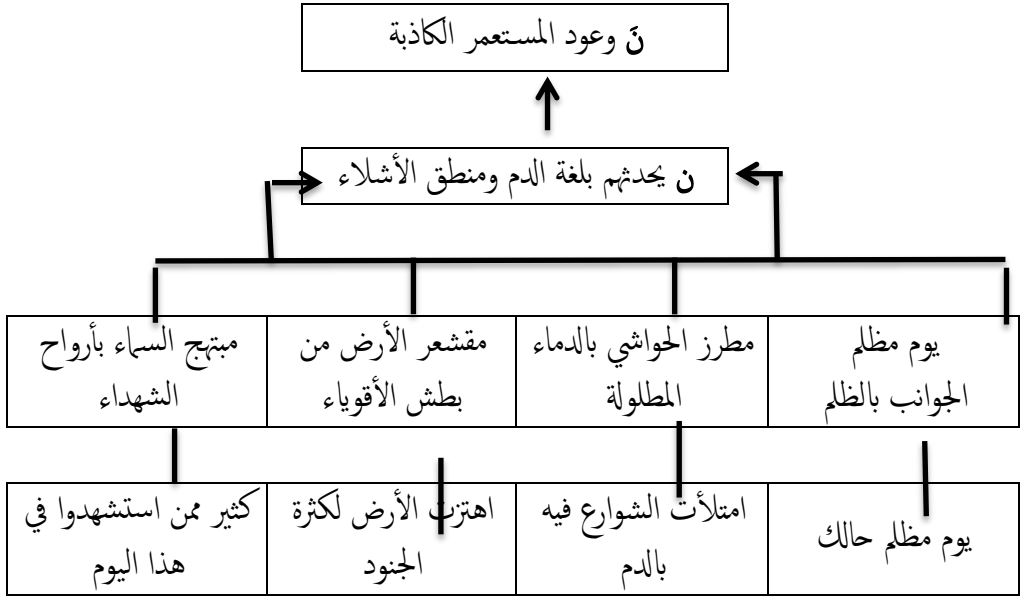 نَ وعود المستعمر الكاذبة
ن يحدثهم بلغة الدم ومنطق الأشلاء
يوم مظلم
الجوانب بالظلم
مطرز الحواشي بالدماء
المطلولة
مقشعر الأرض من
بطش الأقوياء
مبتهج السماء بأرواح
الشهداء
يوم مظلم حالك
امتلأت الشوارع فيه
بالدم
اهتزت الأرض لكثرة
الجنود
كثير ممن استشهدوا في
هذا اليوم